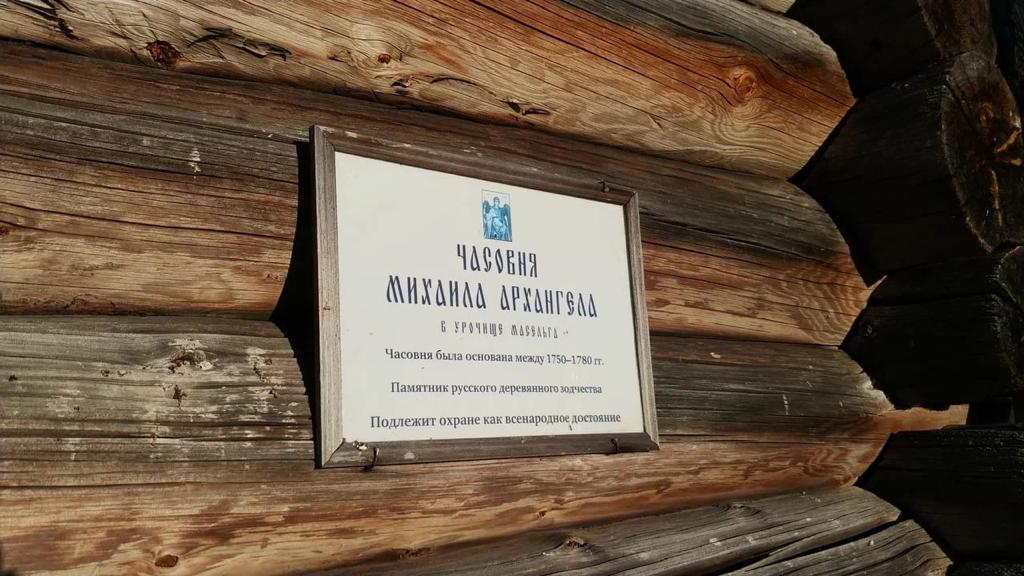 ЧАСОВНЯ
МИХАИЛА АРХАНГЕЛА
В УРОЧИЩЕ МАСЕЛЬГА
Часовня была основана между 1750–1780 гг.
Памятник русского деревянного зодчества
Подлежит охране как всенародное достояние